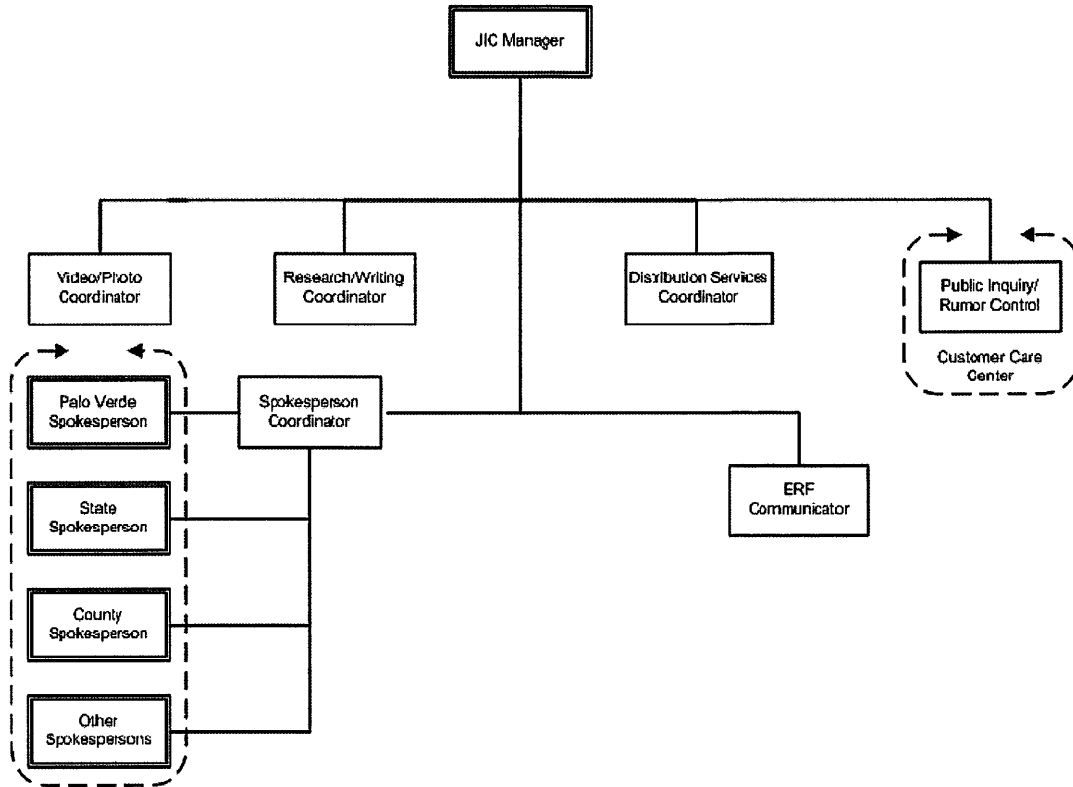 JIC Manager
Video/Photo
Coordinator
Research/Writing
Coordinator
Distribution Services
Coordinator
Public Inquiry/
Rumor Control
Customer Care
Center
Palo Verde
Spokesperson
Spokesperson
Coordinator
State
Spokesperson
ERF
Communicator
County
Spokesperson
Other
Spokespersons